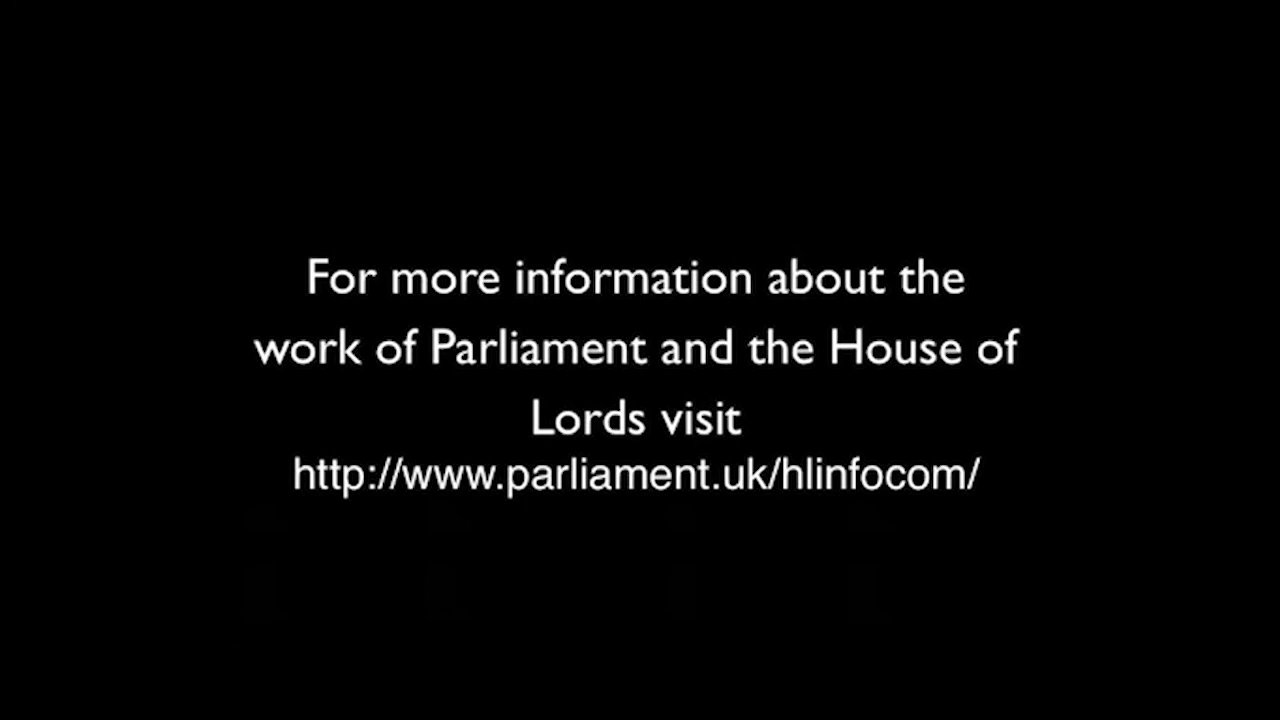 For more information about the
work of Parliament and the House of
Lords visit
http://www.parliament.uk/hlinfocom/